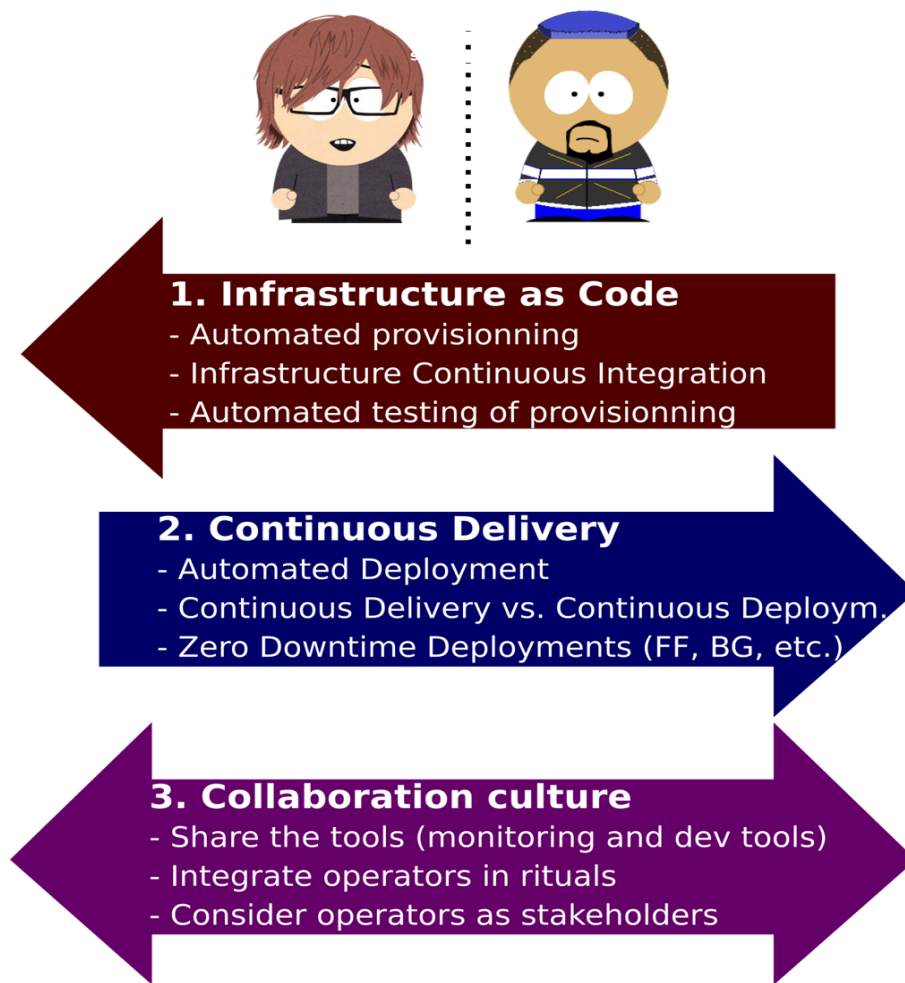 1. Infrastructure as Code
- Automated provisionning
- Infrastructure Continuous Integration
- Automated testing of provisionning
2. Continuous Delivery
- Automated Deployment
- Continuous Delivery vs. Continuous Deploym.
- Zero Downtime Deployments (FF, BG, etc.)
3. Collaboration culture
- Share the tools (monitoring and dev tools)
- Integrate operators in rituals
- Consider operators as stakeholders